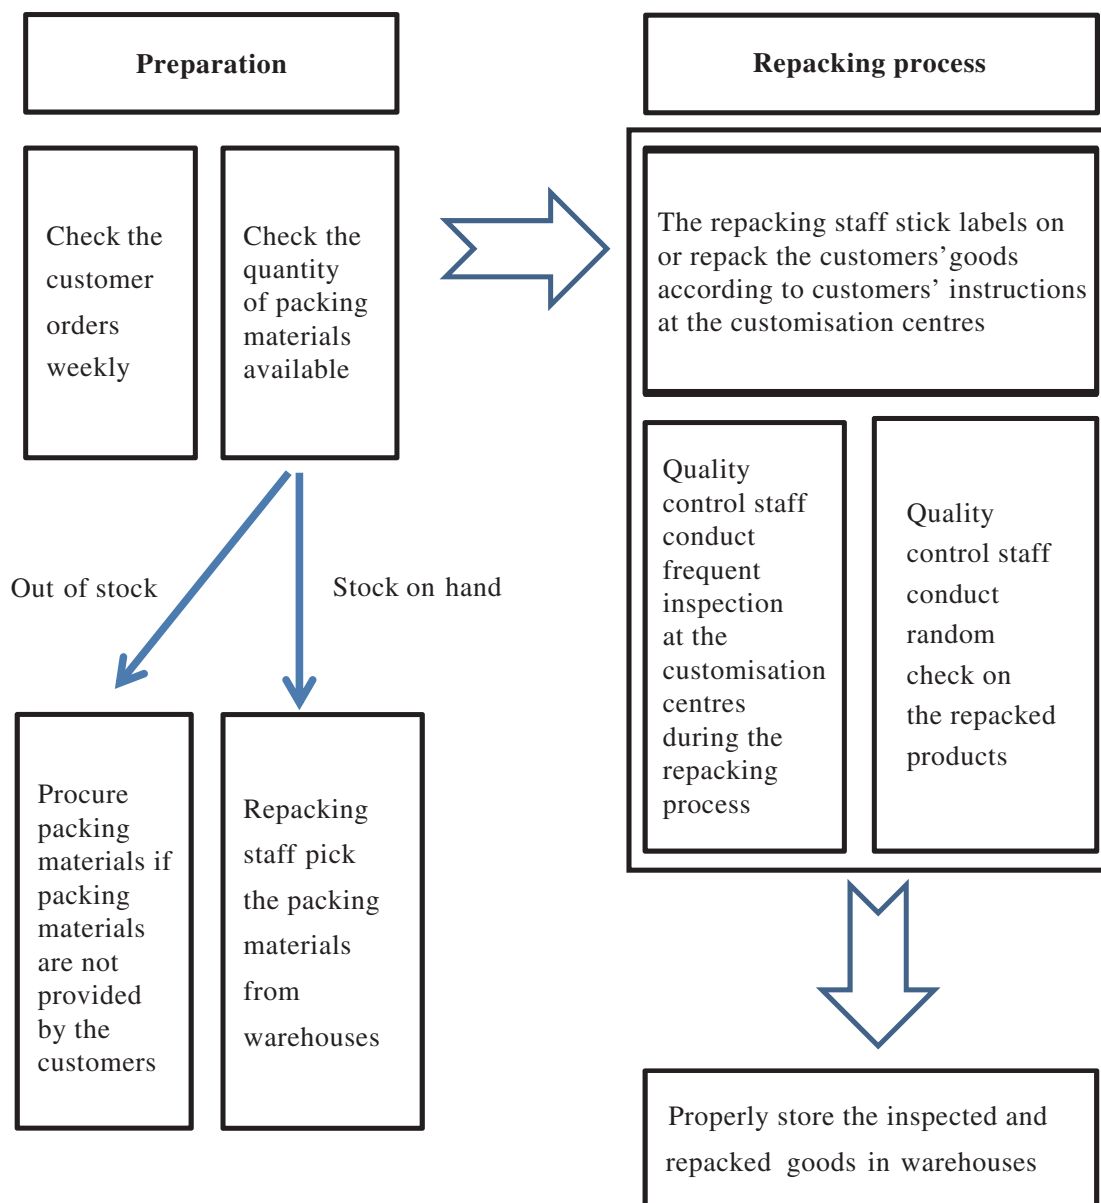 Preparation
Check the
customer
orders
weekly
Check the
quantity
of packing
materials
available
Out of stock
Stock on hand
Procure
packing
materials if
packing
materials
are not
provided
by the
customers
Repacking
staff pick
the packing
materials
from
warehouses
Repacking process
The repacking staff stick labels on
or repack the customers’goods
according to customers’ instructions
at the customisation centres
Quality
control staff
conduct
frequent
inspection
at the
customisation
centres
during the
repacking
process
Quality
control staff
conduct
random
check on
the repacked
products
Properly store the inspected and
repacked goods in warehouses